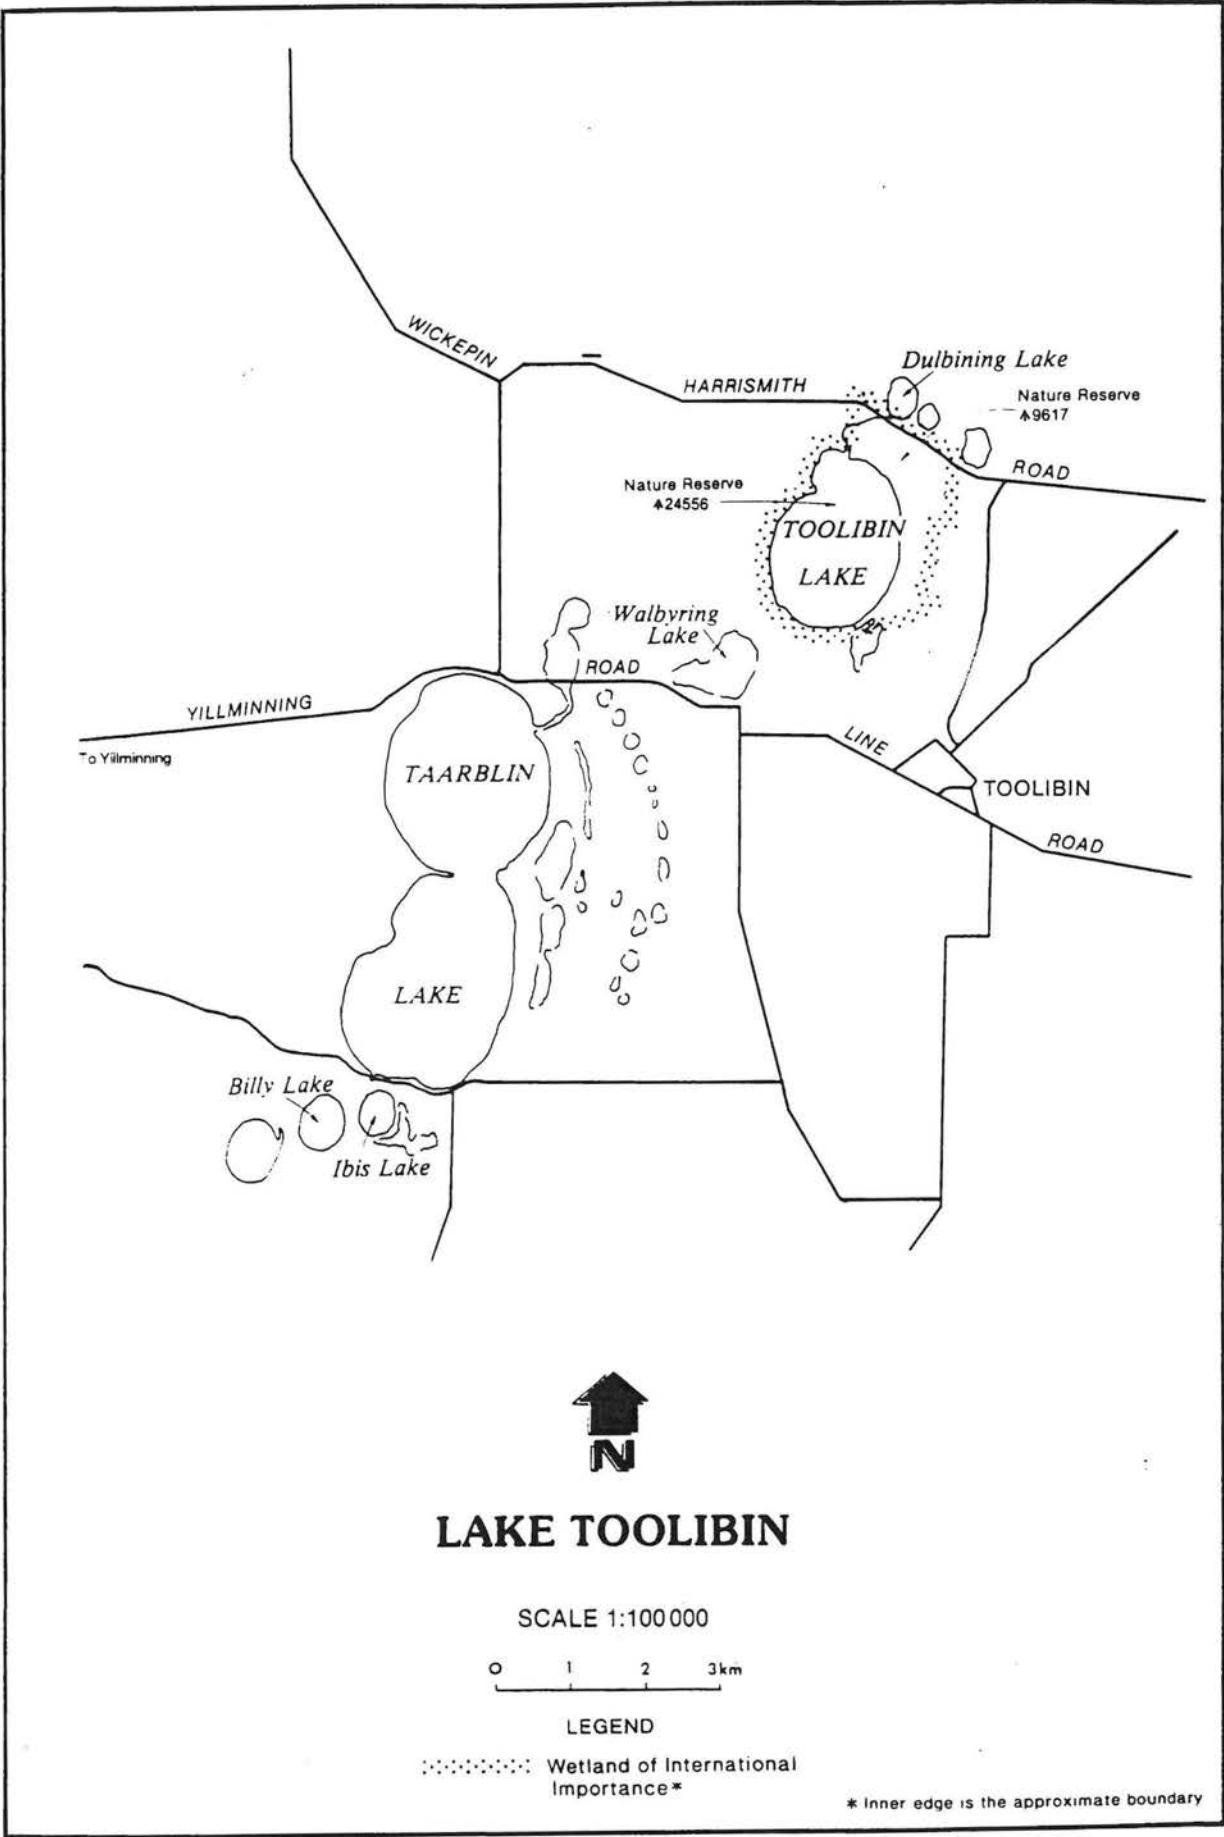 WICKEPIN
HARRISMITH
Dulbining Lake
Nature Reserve
9617
ROAD
Nature Reserve
24556
TOOLIBIN
LAKE
Walbyring
Lake
ROAD
YILLMINNING
To Yillminning
LINE
TAARBLIN
TOOLIBIN
ROAD
LAKE
Billy Lake
Ibis Lake
N
LAKE TOOLIBIN
SCALE 1:100 000
0 1 2 3km
LEGEND
Wetland of International
Importance*
* Inner edge is the approximate boundary